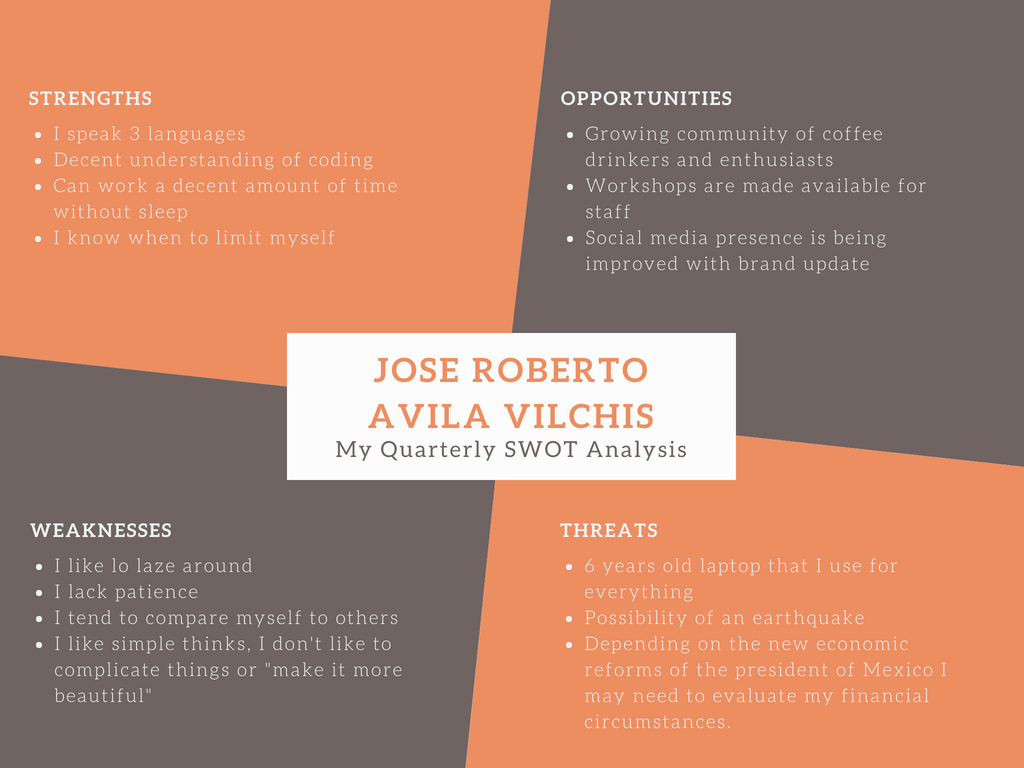 STRENGTHS
I speak 3 languages
Decent understanding of coding
Can work a decent amount of time
without sleep
I know when to limit myself
OPPORTUNITIES
Growing community of coffee
drinkers and enthusiasts
Workshops are made available for
staff
Social media presence is being
improved with brand update
JOSE ROBERTO
AVILA VILCHIS
My Quarterly SWOT Analysis
WEAKNESSES
I like lo laze around
I lack patience
I tend to compare myself to others
I like simple thinks, I don't like to
complicate things or "make it more
beautiful"
THREATS
6 years old laptop that I use for
everything
Possibility of an earthquake
Depending on the new economic
reforms of the president of Mexico I
may need to evaluate my financial
circumstances.